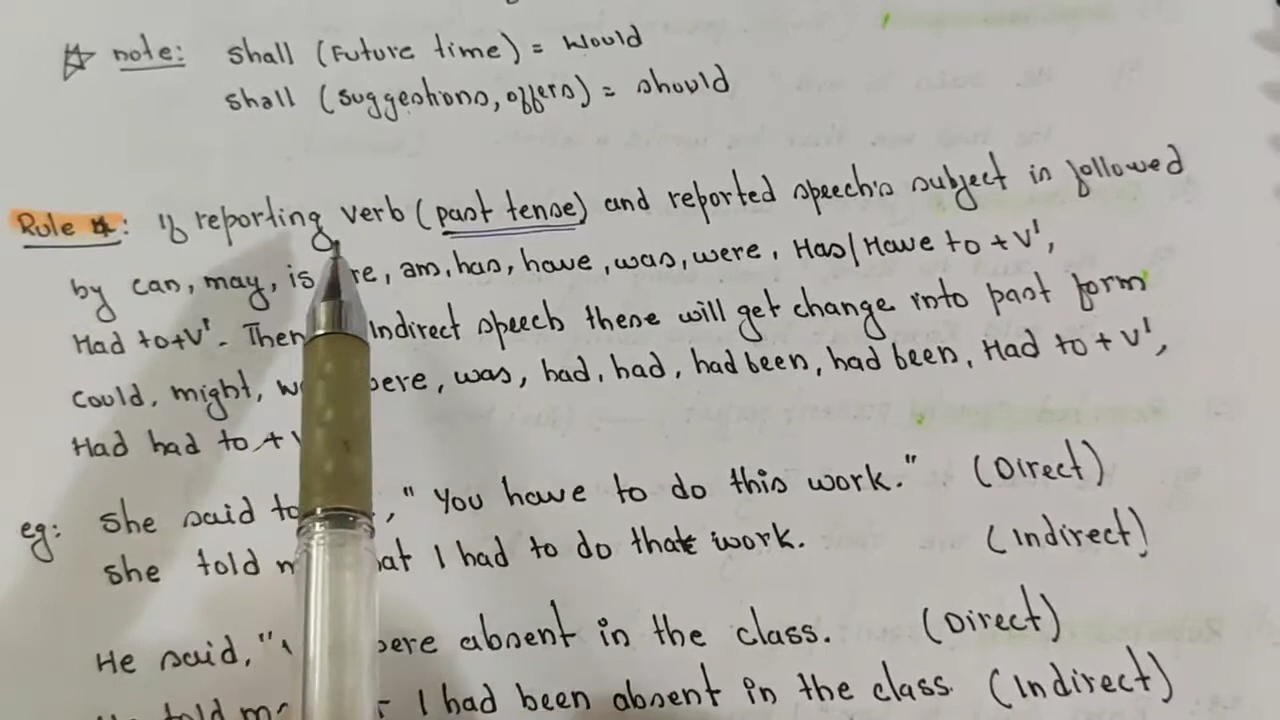 note: shall (Future time) = Would
shall (suggestions, offers) = should
Rule 4: If reporting verb (past tense) and reported speech's subject is followed
by can, may, is, am, has, have, was, were, Has/Have to + V¹,
Had to+V¹. Then Indirect speech these will get change into past form
Could, might, were, was, had, had, had been, had been, Had to + V¹,
Had had to +
eg: She said to , "You have to do this work." (Direct)
she told I had to do that work. (Indirect)
He said, " were absent in the class. (Direct)
told I had been absent in the class. (Indirect)